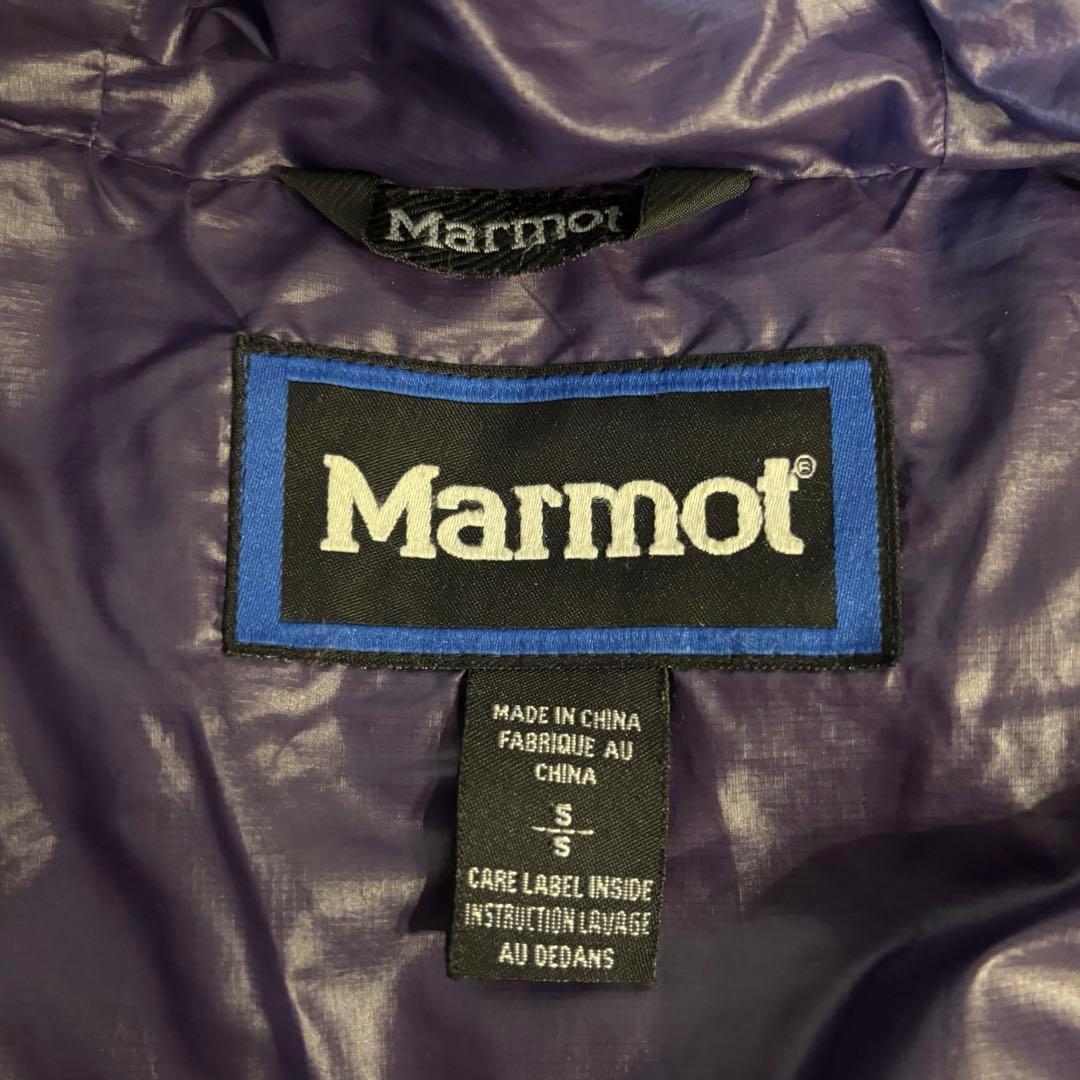 Marmot
Marmot®
MADE IN CHINA
FABRIQUE AU
CHINA
S
S
CARE LABEL INSIDE
INSTRUCTION LAVAGE
AU DEDANS